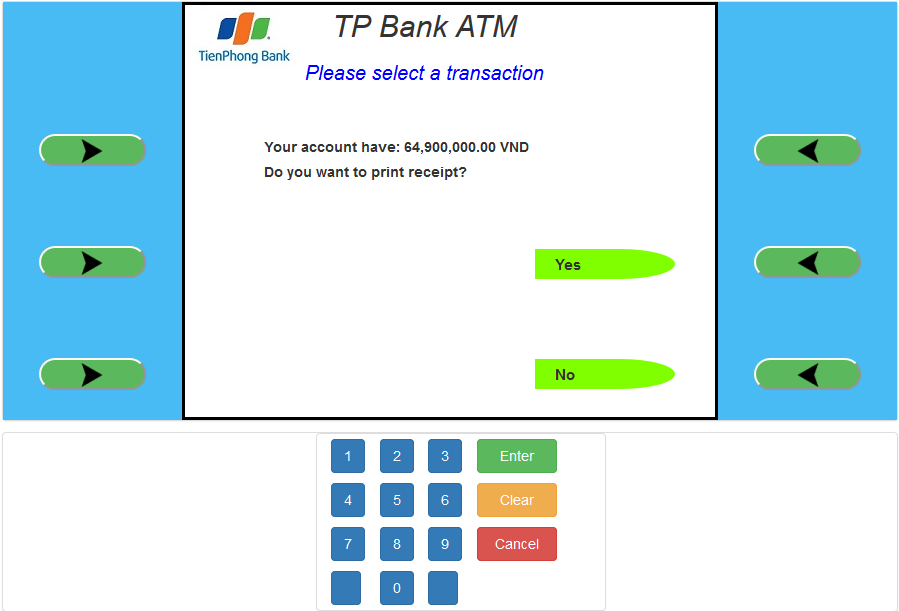 TP Bank ATM
TienPhong Bank
Please select a transaction
Your account have: 64,900,000.00 VND
Do you want to print receipt?
Yes
No
1 2 3 Enter
4 5 6 Clear
7 8 9 Cancel
0